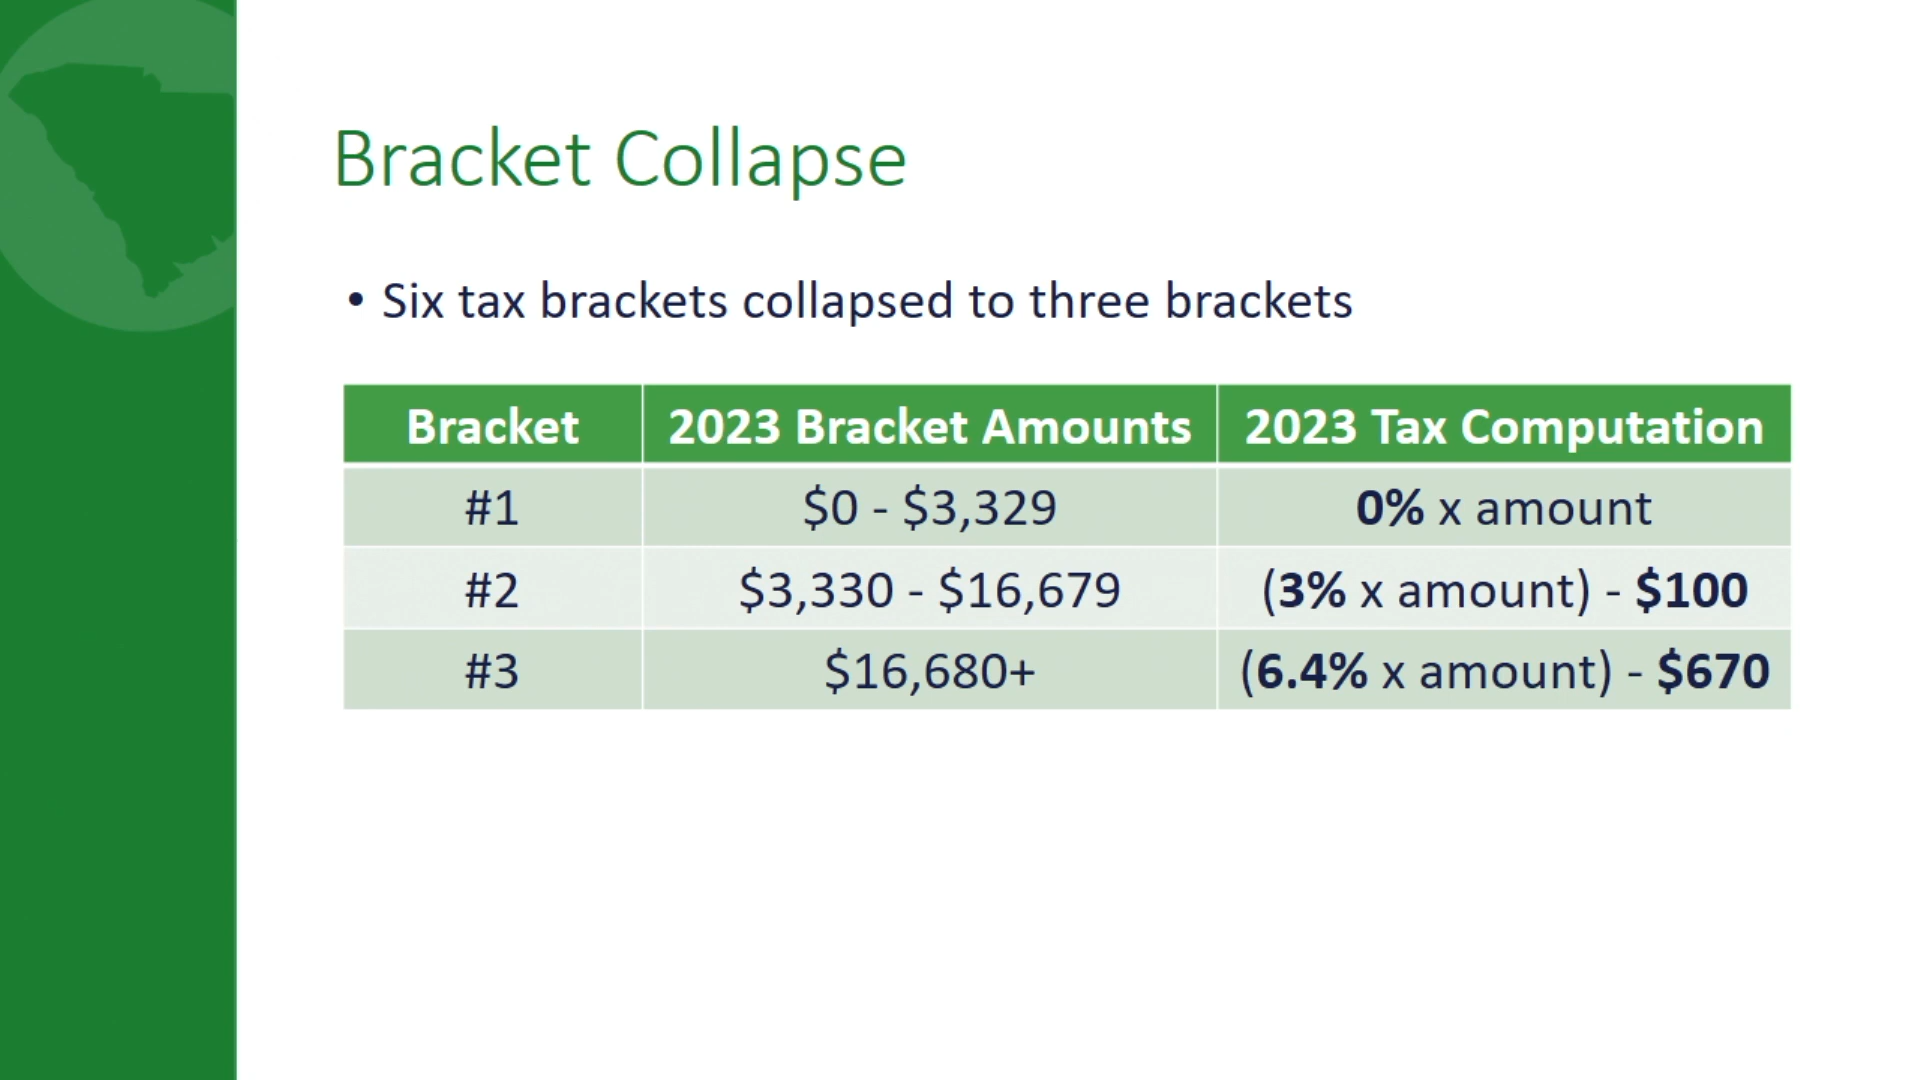 Bracket Collapse
• Six tax brackets collapsed to three brackets
Bracket 2023 Bracket Amounts 2023 Tax Computation
#1 $0 - $3,329 0% x amount
#2 $3,330 - $16,679 (3% x amount) - $100
#3 $16,680+ (6.4% x amount) - $670